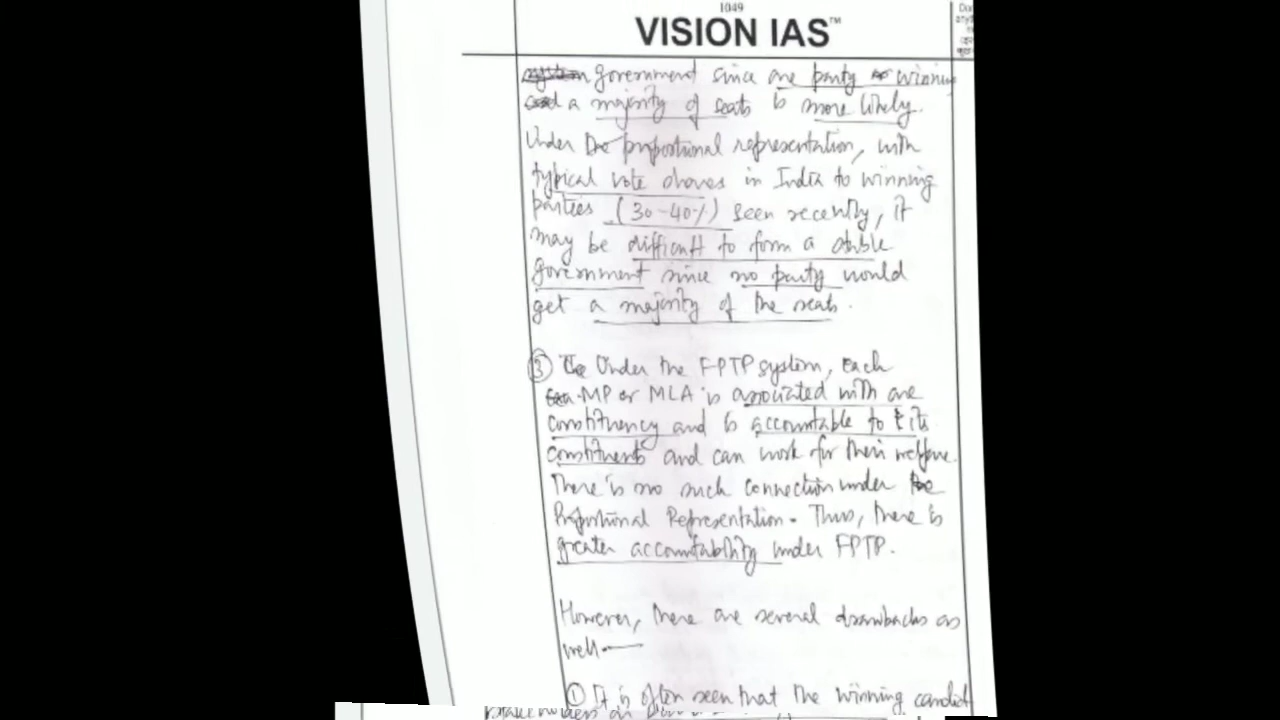 1049
VISION IAS™
system government since one party winning
a majority of seats is more likely.
Under the proportional representation, with
typical vote shares in India to winning
parties (30-40%) seen recently, it
may be difficult to form a stable
government since no party would
get a majority of the seats.
③ Under the FPTP system, each
MP or MLA is associated with one
constituency and is accountable to its
constituents and can work for their welfare.
There is no such connection under the
Proportional Representation. Thus, there is
greater accountability under FPTP.
However, there are several drawbacks as
well-
① It is often seen that the winning candid